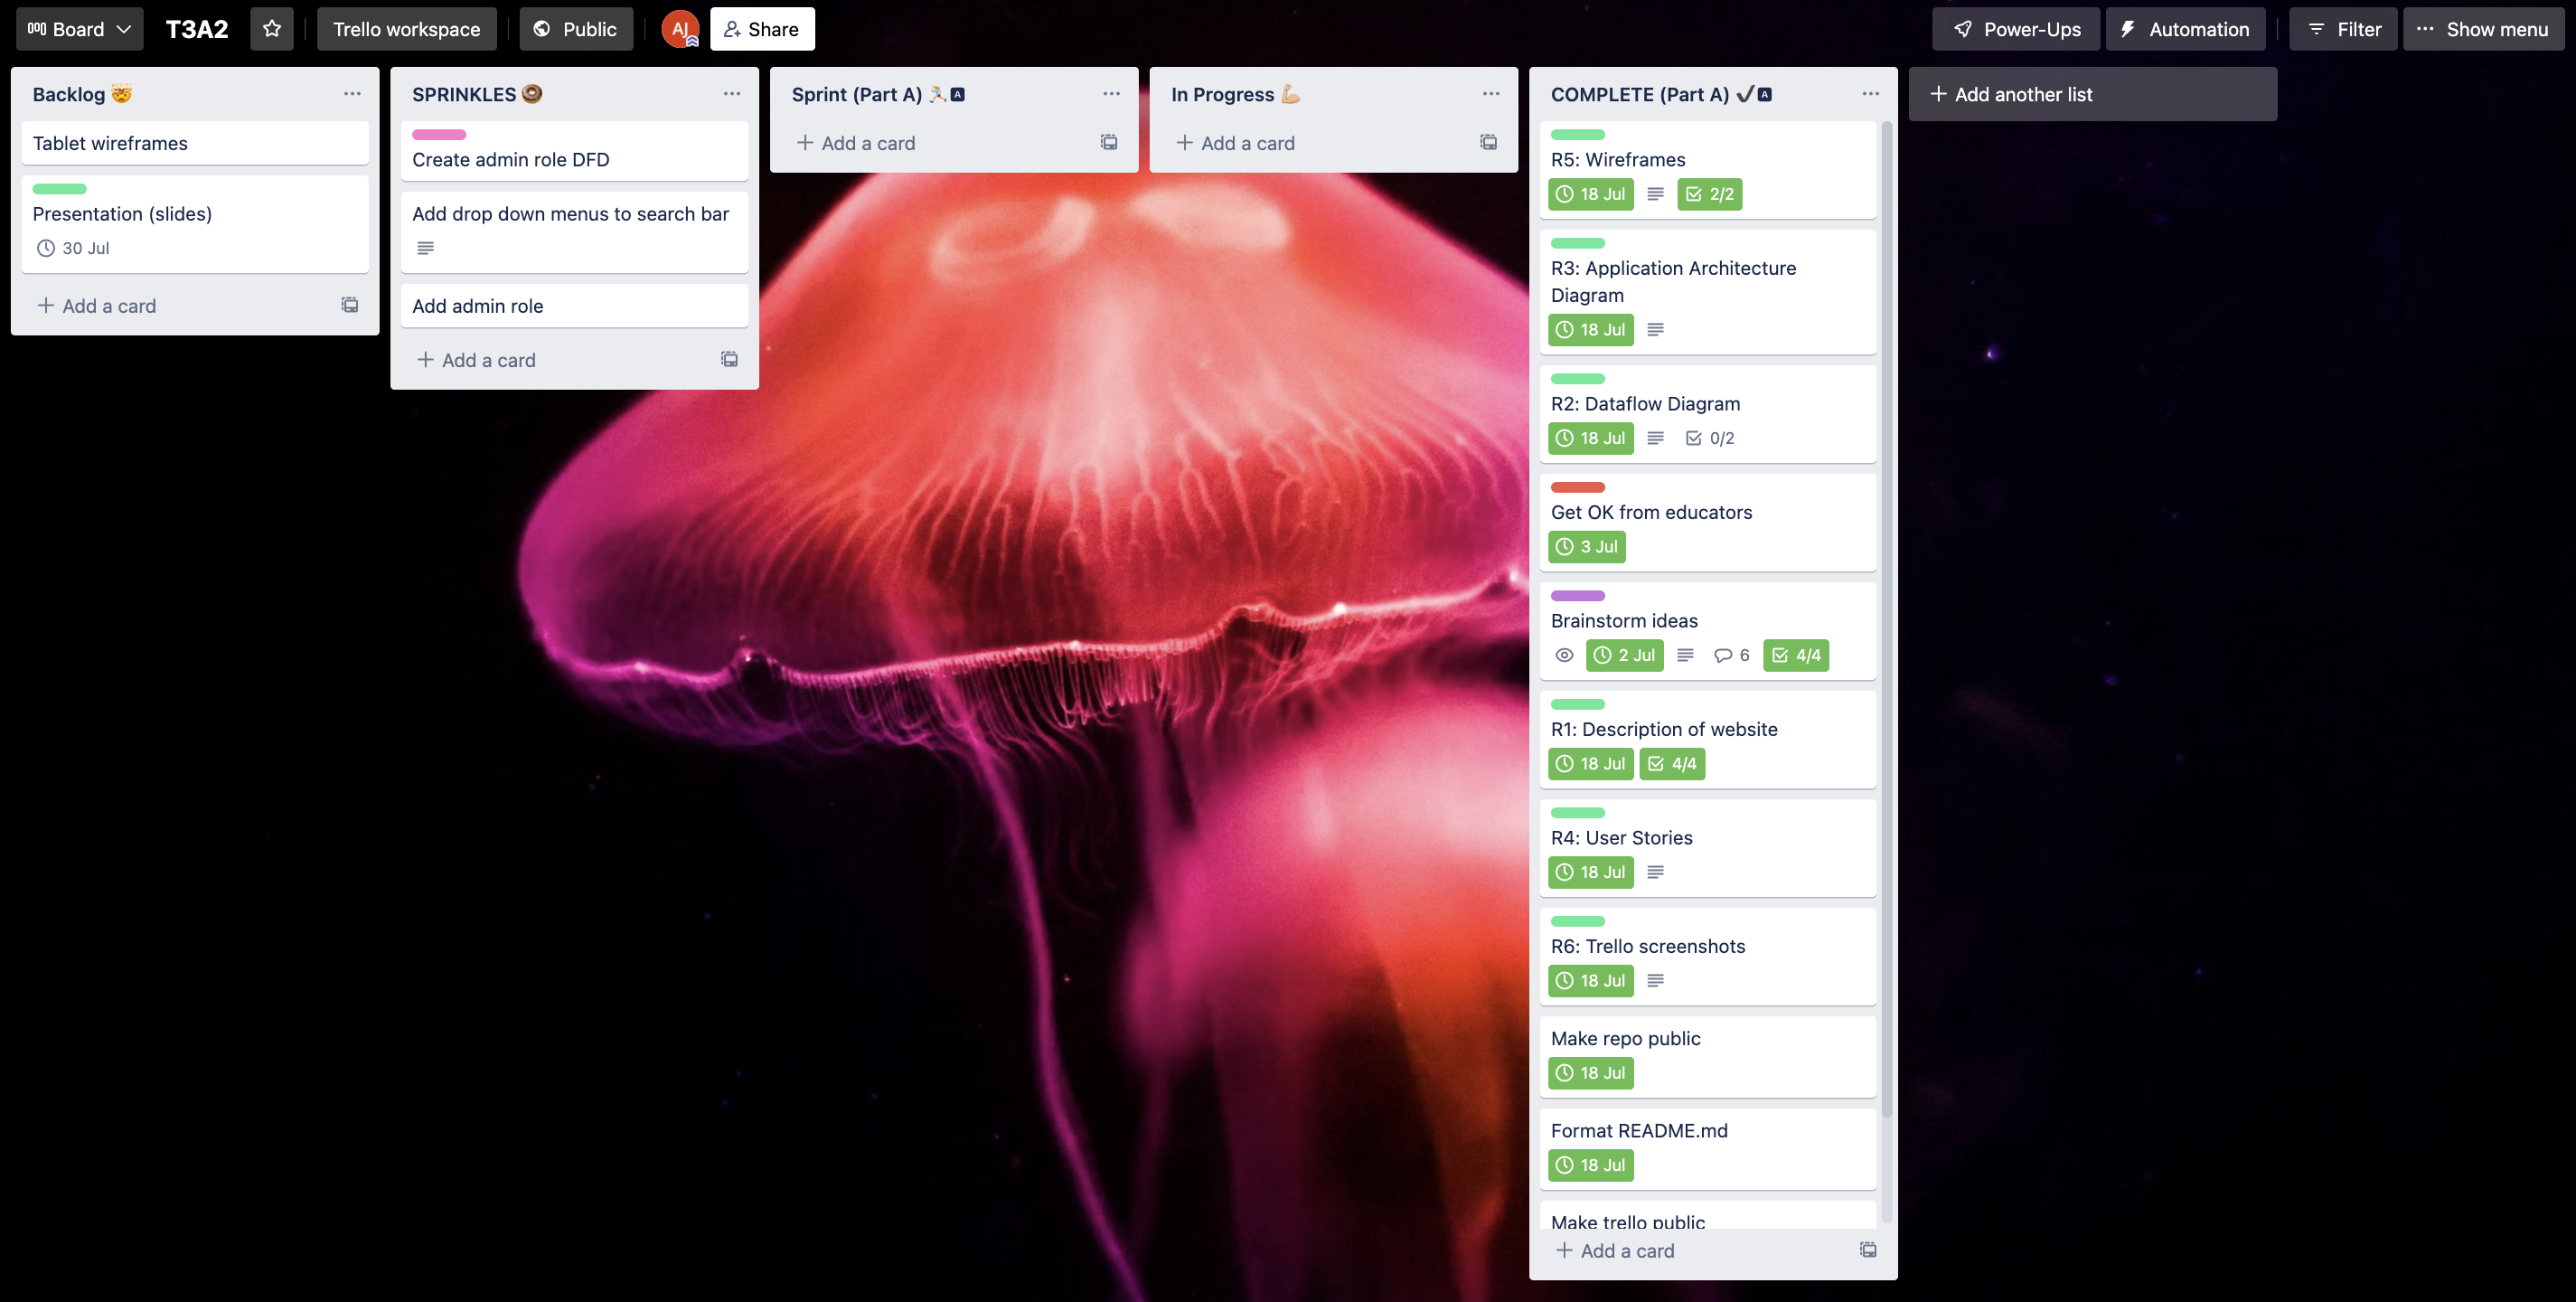 Board
T3A2
Trello workspace
Public
AJ
Share
Power-Ups
Automation
Filter
Show menu
Backlog 🤯
Tablet wireframes
Presentation (slides)
30 Jul
+ Add a card
SPRINKLES 🍩
Create admin role DFD
Add drop down menus to search bar
Add admin role
+ Add a card
Sprint (Part A) 🏃🏻🅰
+ Add a card
In Progress 💪🏼
+ Add a card
COMPLETE (Part A) ✔🅰
R5: Wireframes
18 Jul 2/2
R3: Application Architecture
Diagram
18 Jul
R2: Dataflow Diagram
18 Jul 0/2
Get OK from educators
3 Jul
Brainstorm ideas
2 Jul 6 4/4
R1: Description of website
18 Jul 4/4
R4: User Stories
18 Jul
R6: Trello screenshots
18 Jul
Make repo public
18 Jul
Format README.md
18 Jul
Make trello public
+ Add a card
+ Add another list